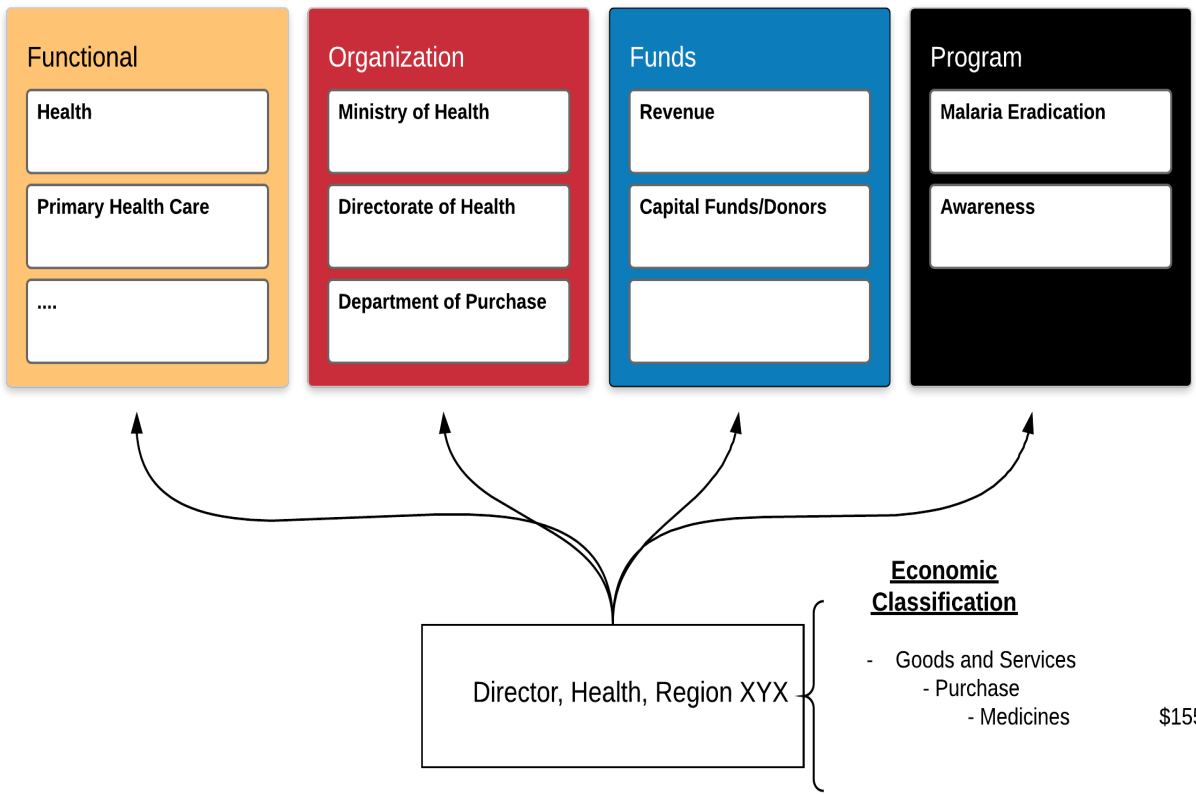 Functional
Health
Primary Health Care
....
Organization
Ministry of Health
Directorate of Health
Department of Purchase
Funds
Revenue
Capital Funds/Donors
Program
Malaria Eradication
Awareness
Director, Health, Region XYX
Economic
Classification
- Goods and Services
- Purchase
- Medicines $155